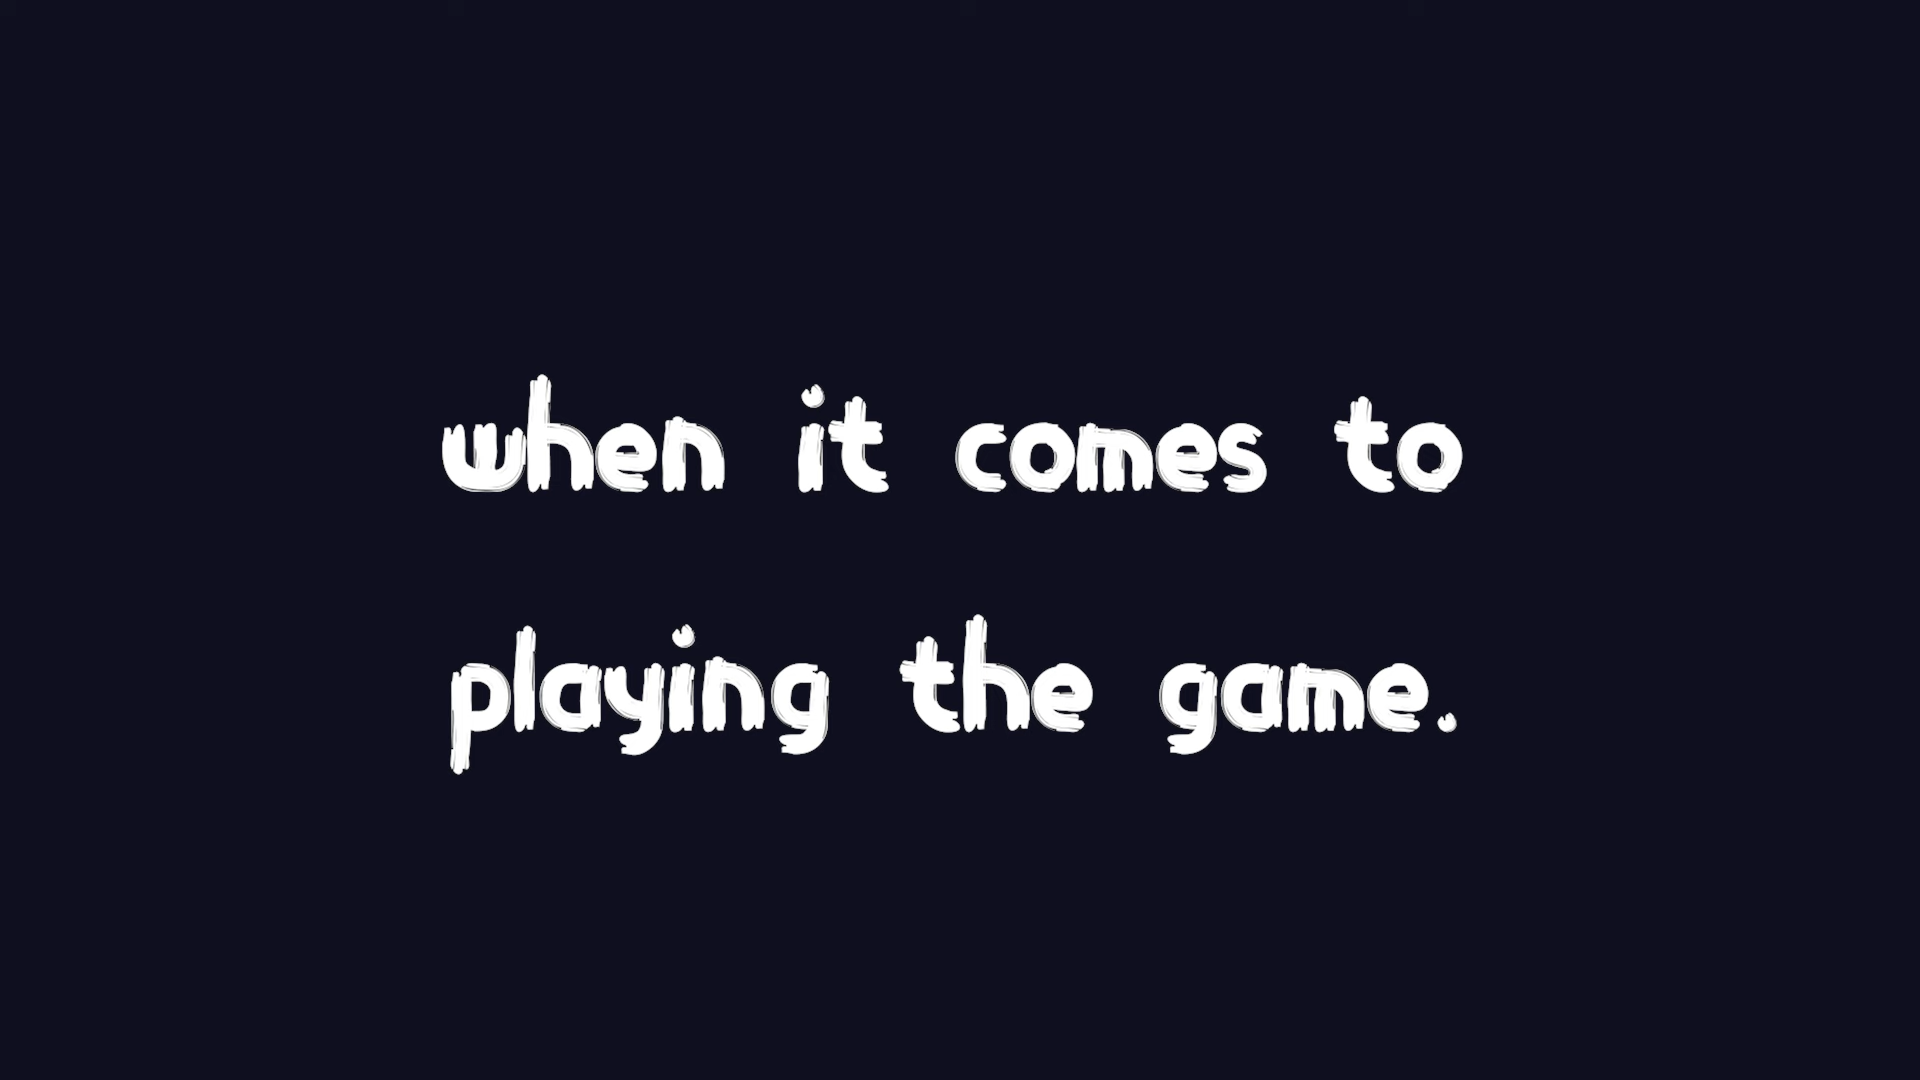 when it comes to
playing the game.